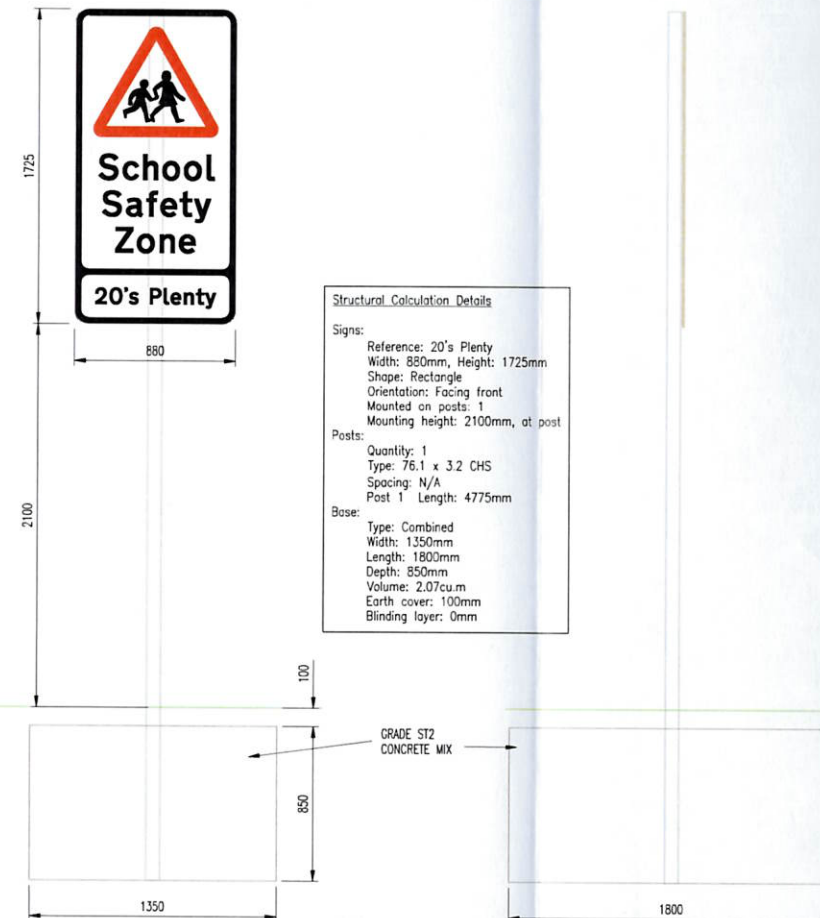 1725
School
Safety
Zone
20's Plenty
880
2100
Structural Calculation Details
Signs:
Reference: 20's Plenty
Width: 880mm, Height: 1725mm
Shape: Rectangle
Orientation: Facing front
Mounted on posts: 1
Mounting height: 2100mm, at post
Posts:
Quantity: 1
Type: 76.1 x 3.2 CHS
Spacing: N/A
Post 1 Length: 4775mm
Base:
Type: Combined
Width: 1350mm
Length: 1800mm
Depth: 850mm
Volume: 2.07cu.m
Earth cover: 100mm
Blinding layer: 0mm
100
GRADE ST2
CONCRETE MIX
850
1350
1800